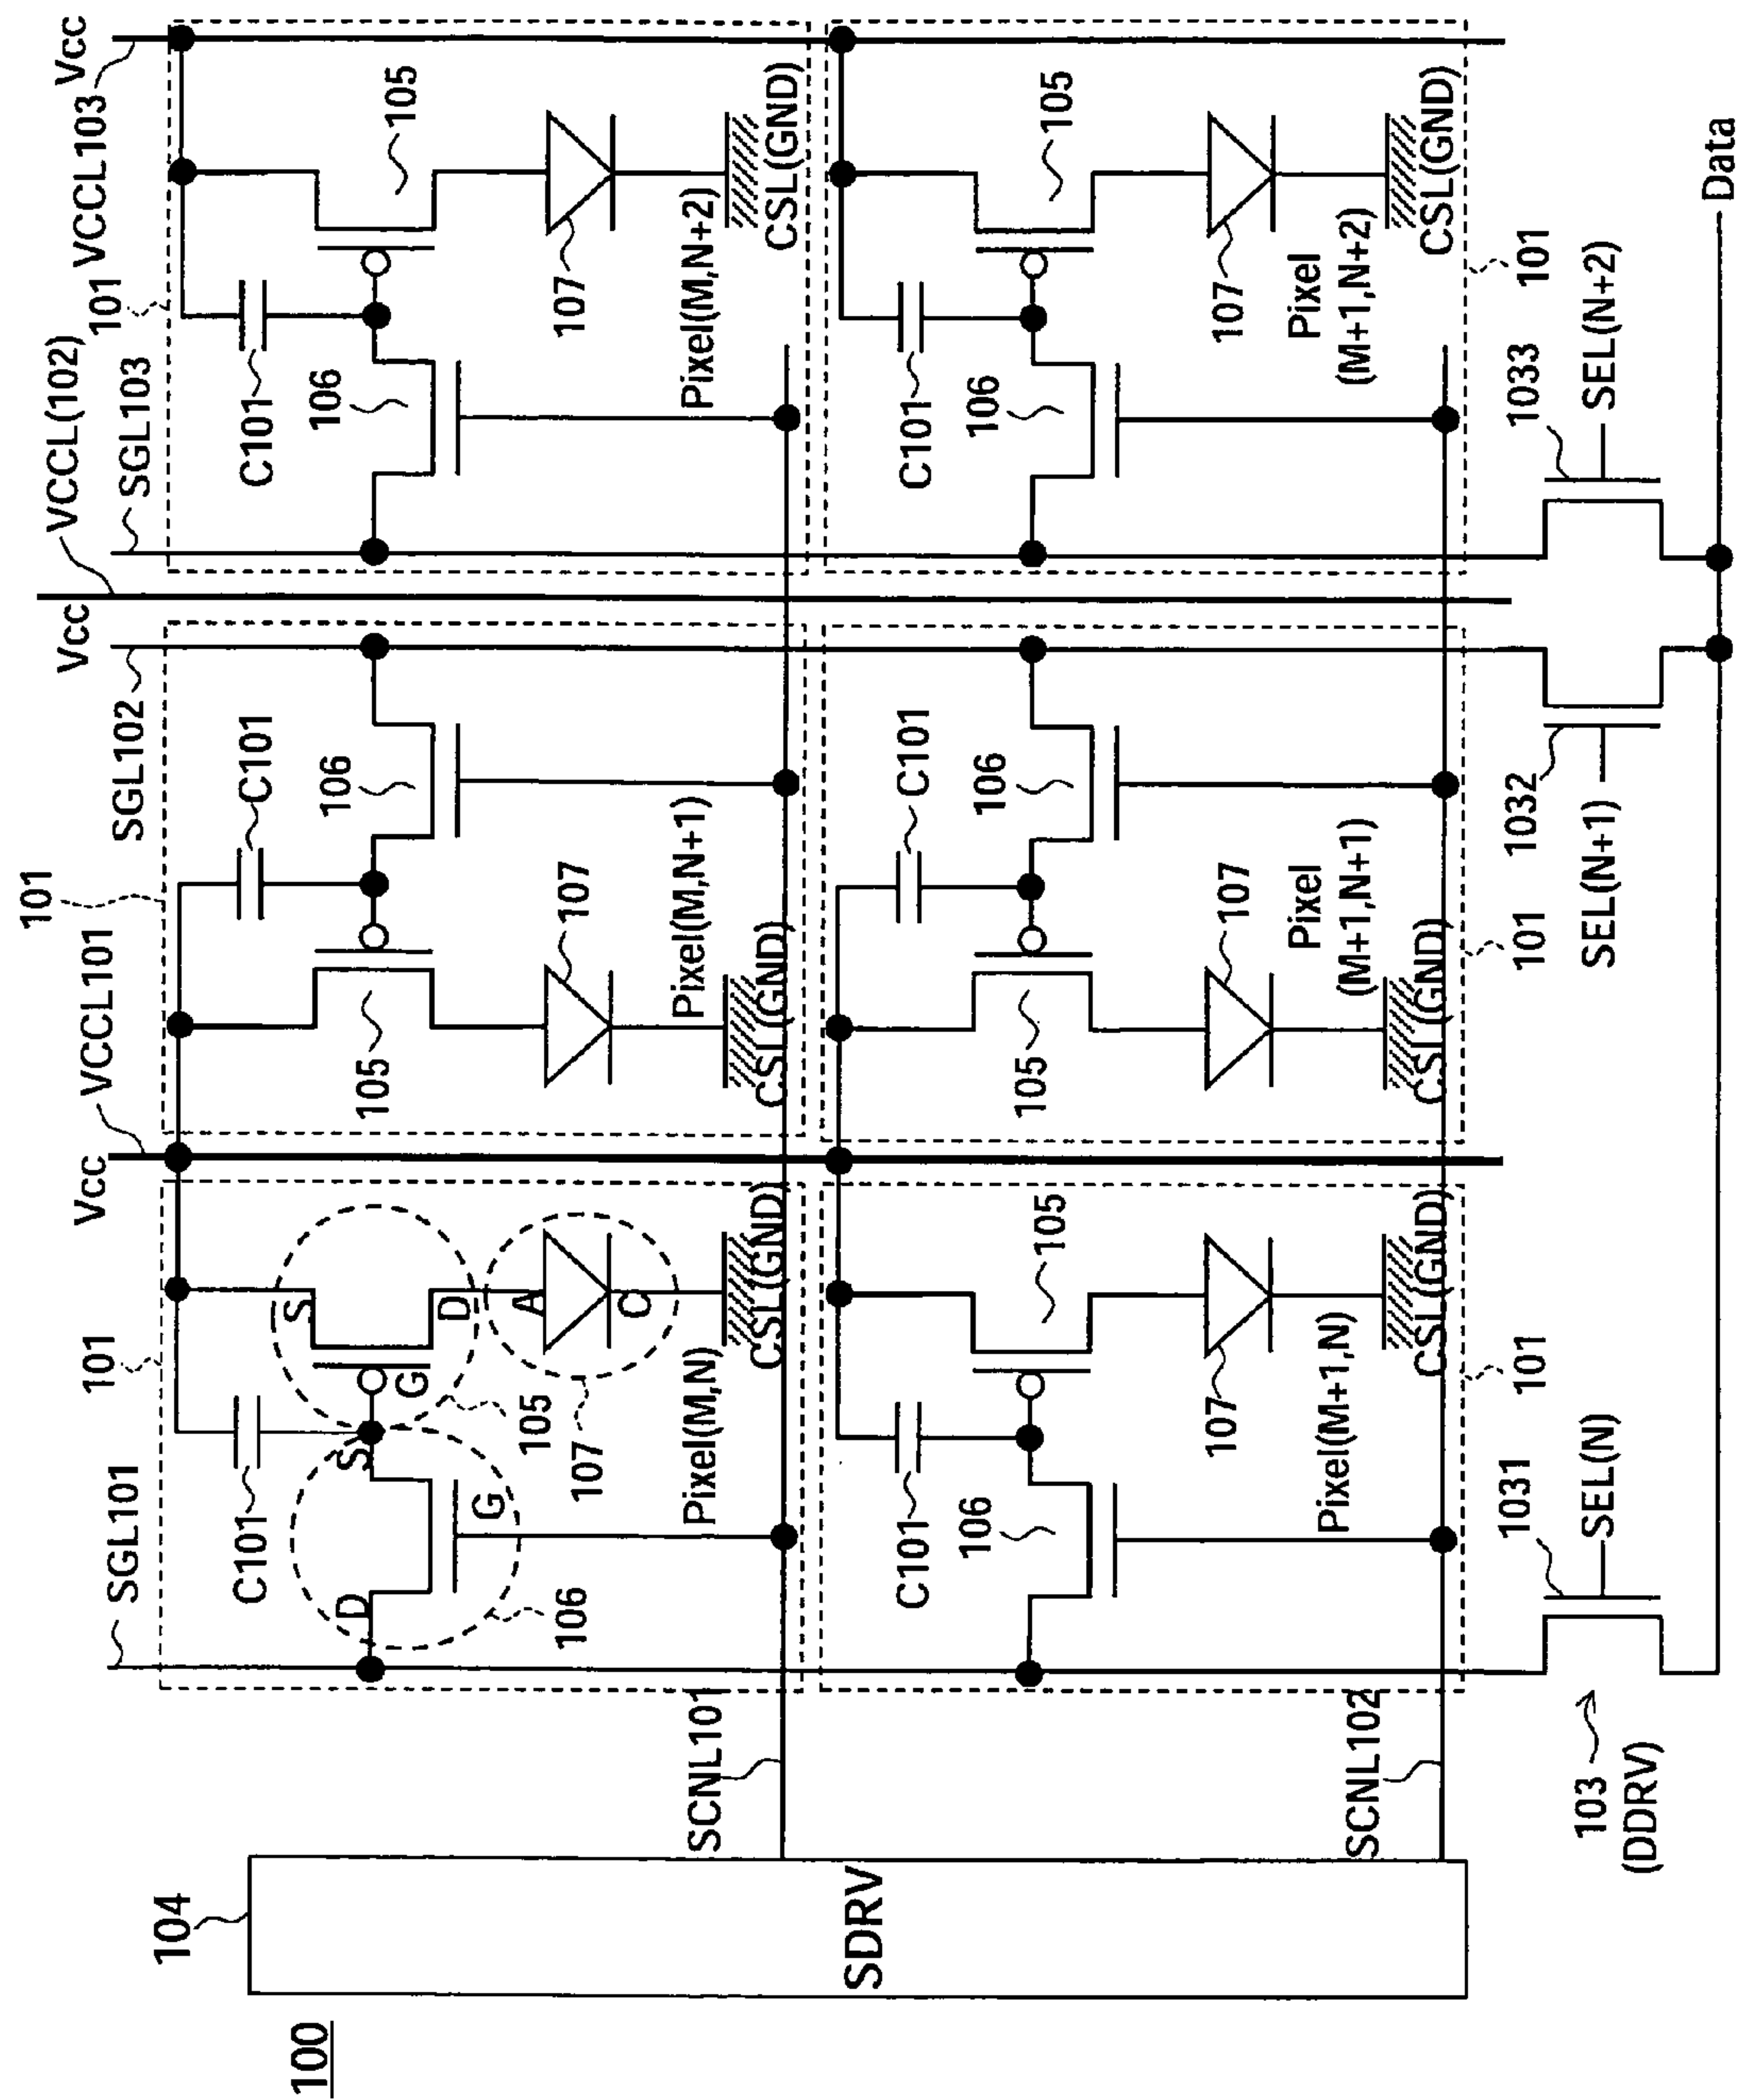 100
104
SDRV
SCNL101
SCNL102
103
(DDRV)
SGL101
Vcc
VCCL101
101
SGL102
Vcc
VCCL(102)
SGL103
101
VCCL103
Vcc
101
C101
D
S
G
106
S
G
D
105
A
C
107
Pixel(M,N)
CSL(GND)
C101
106
105
107
Pixel(M,N+1)
CSL(GND)
C101
106
105
107
Pixel(M,N+2)
CSL(GND)
C101
106
105
107
Pixel(M+1,N)
CSL(GND)
101
C101
106
105
107
Pixel
(M+1,N+1)
CSL(GND)
101
C101
106
105
107
Pixel
(M+1,N+2)
CSL(GND)
101
1031
SEL(N)
1032
SEL(N+1)
1033
SEL(N+2)
Data